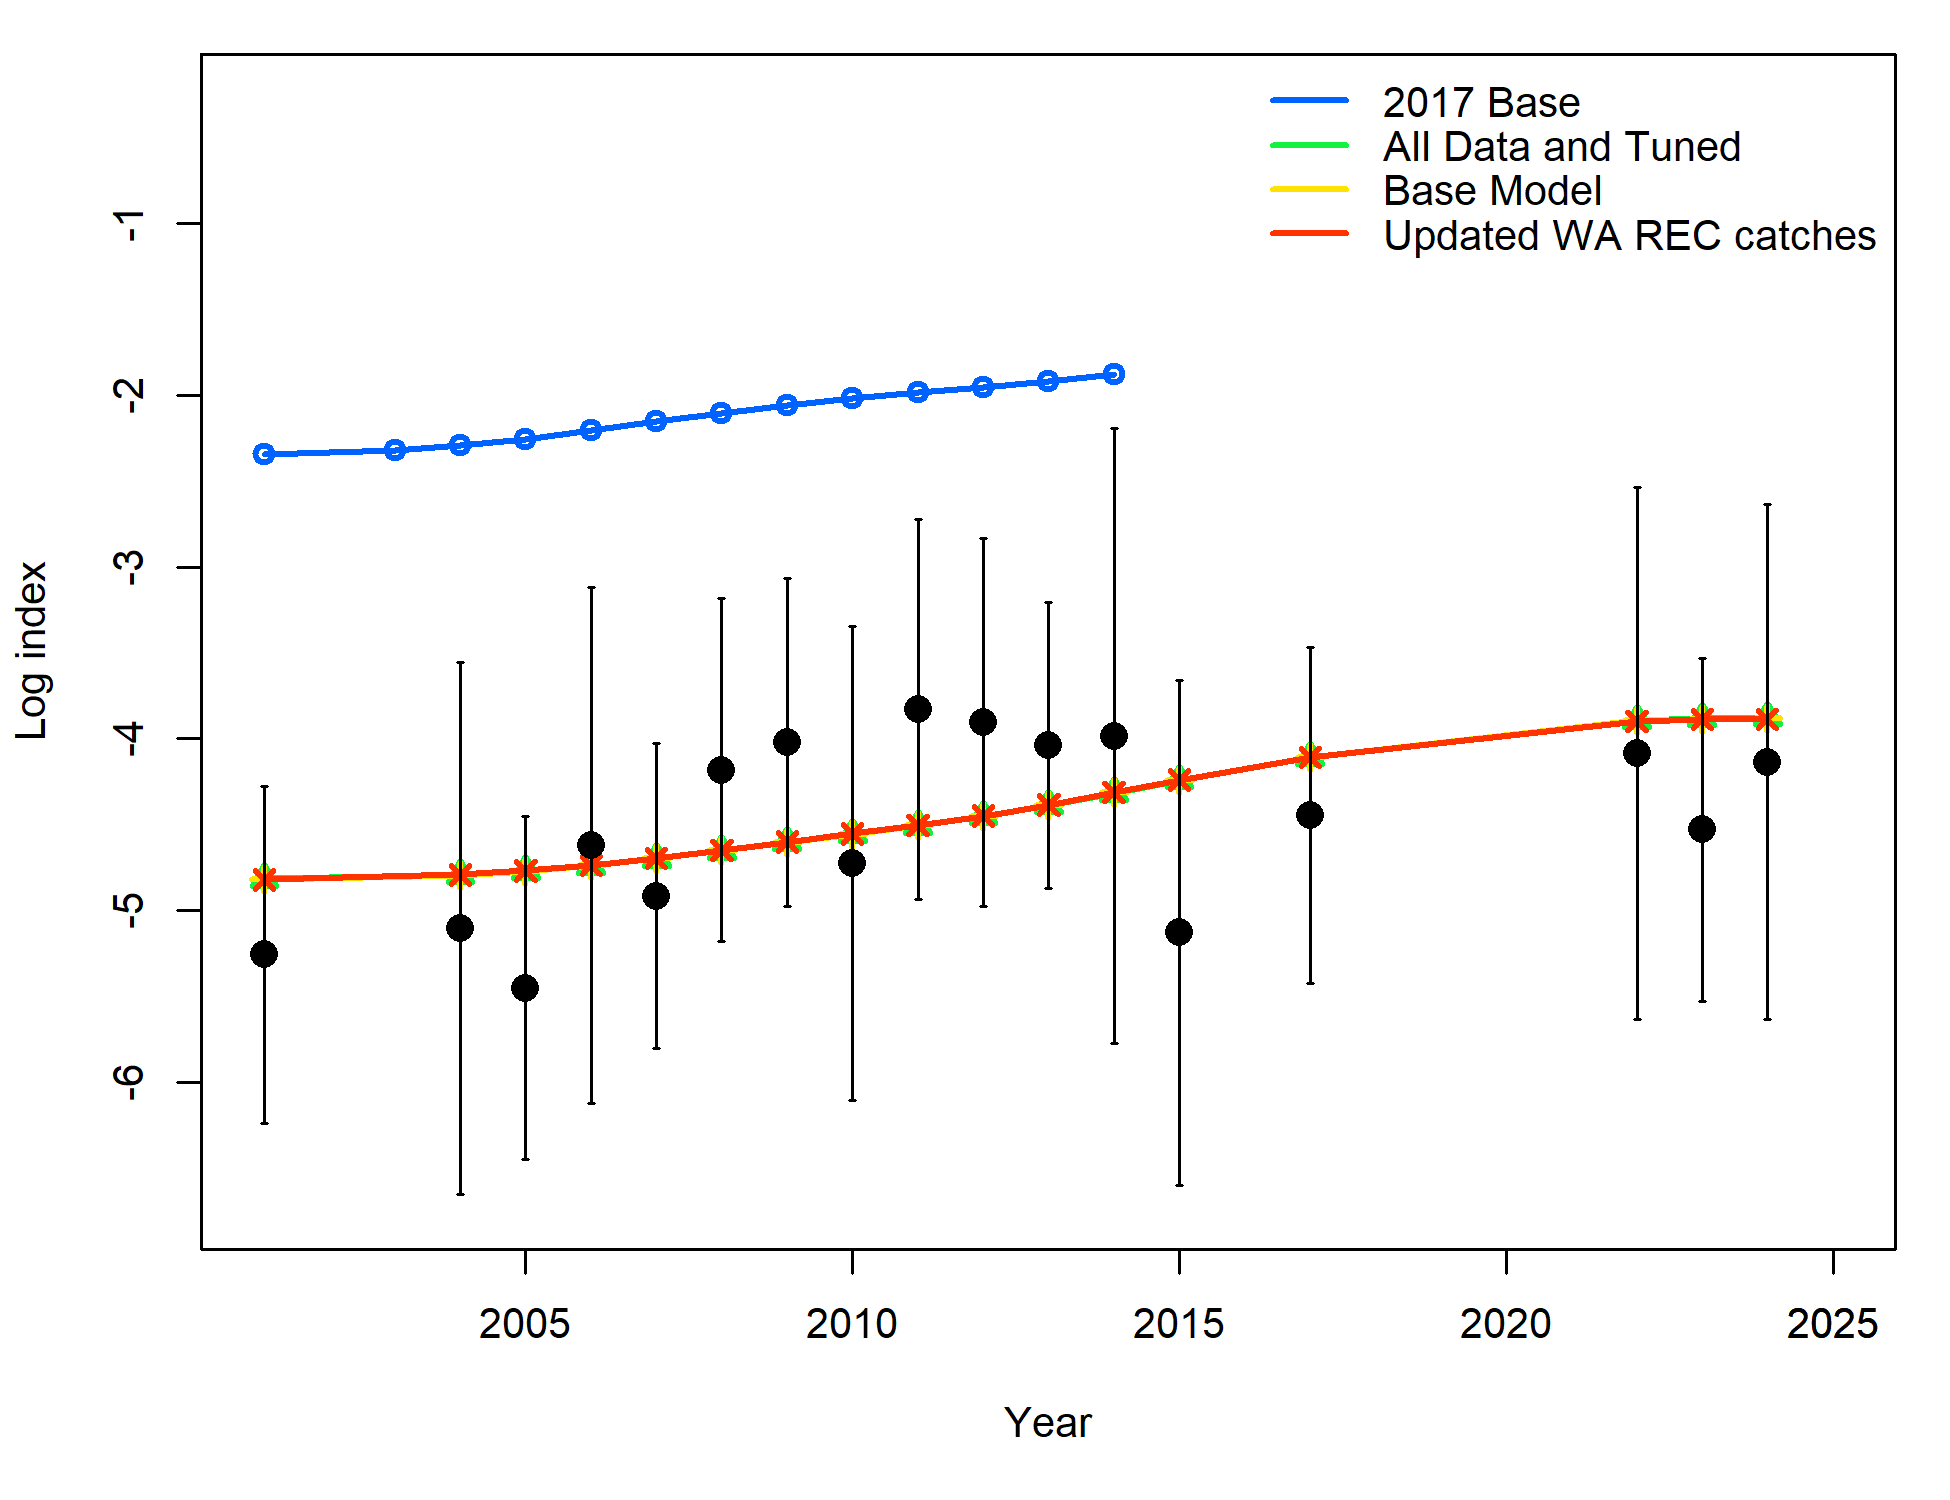 2017 Base
All Data and Tuned
Base Model
Updated WA REC catches
-1
-2
-3
-4
-5
-6
Log index
2005 2010 2015 2020 2025
Year